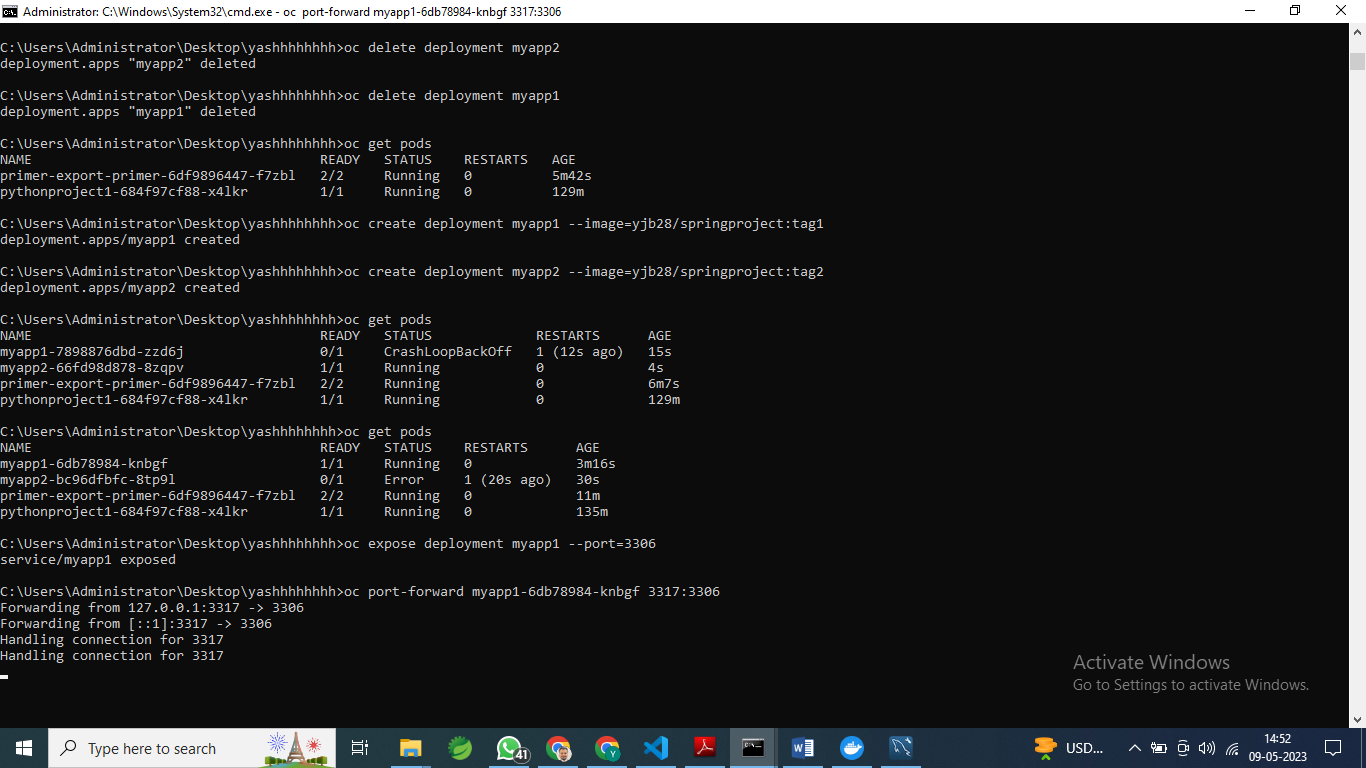 Administrator: C:\Windows\System32\cmd.exe - oc  port-forward myapp1-6db78984-knbgf 3317:3306
C:\Users\Administrator\Desktop\yashhhhhhhh>oc delete deployment myapp2
deployment.apps "myapp2" deleted
C:\Users\Administrator\Desktop\yashhhhhhhh>oc delete deployment myapp1
deployment.apps "myapp1" deleted
C:\Users\Administrator\Desktop\yashhhhhhhh>oc get pods
NAME                                    READY   STATUS    RESTARTS   AGE
primer-export-primer-6df9896447-f7zbl   2/2     Running   0          5m42s
pythonproject1-684f97cf88-x4lkr         1/1     Running   0          129m
C:\Users\Administrator\Desktop\yashhhhhhhh>oc create deployment myapp1 --image=yjb28/springproject:tag1
deployment.apps/myapp1 created
C:\Users\Administrator\Desktop\yashhhhhhhh>oc create deployment myapp2 --image=yjb28/springproject:tag2
deployment.apps/myapp2 created
C:\Users\Administrator\Desktop\yashhhhhhhh>oc get pods
NAME                                    READY   STATUS             RESTARTS      AGE
myapp1-7898876dbd-zzd6j                 0/1     CrashLoopBackOff   1 (12s ago)   15s
myapp2-66fd98d878-8zqpv                 1/1     Running            0             4s
primer-export-primer-6df9896447-f7zbl   2/2     Running            0             6m7s
pythonproject1-684f97cf88-x4lkr         1/1     Running            0             129m
C:\Users\Administrator\Desktop\yashhhhhhhh>oc get pods
NAME                                    READY   STATUS    RESTARTS      AGE
myapp1-6db78984-knbgf                   1/1     Running   0             3m16s
myapp2-bc96dfbfc-8tp9l                  0/1     Error     1 (20s ago)   30s
primer-export-primer-6df9896447-f7zbl   2/2     Running   0             11m
pythonproject1-684f97cf88-x4lkr         1/1     Running   0             135m
C:\Users\Administrator\Desktop\yashhhhhhhh>oc expose deployment myapp1 --port=3306
service/myapp1 exposed
C:\Users\Administrator\Desktop\yashhhhhhhh>oc port-forward myapp1-6db78984-knbgf 3317:3306
Forwarding from 127.0.0.1:3317 -> 3306
Forwarding from [::1]:3317 -> 3306
Handling connection for 3317
Handling connection for 3317
Activate Windows
Go to Settings to activate Windows.
Type here to search
41
Y
USD...
14:52
09-05-2023